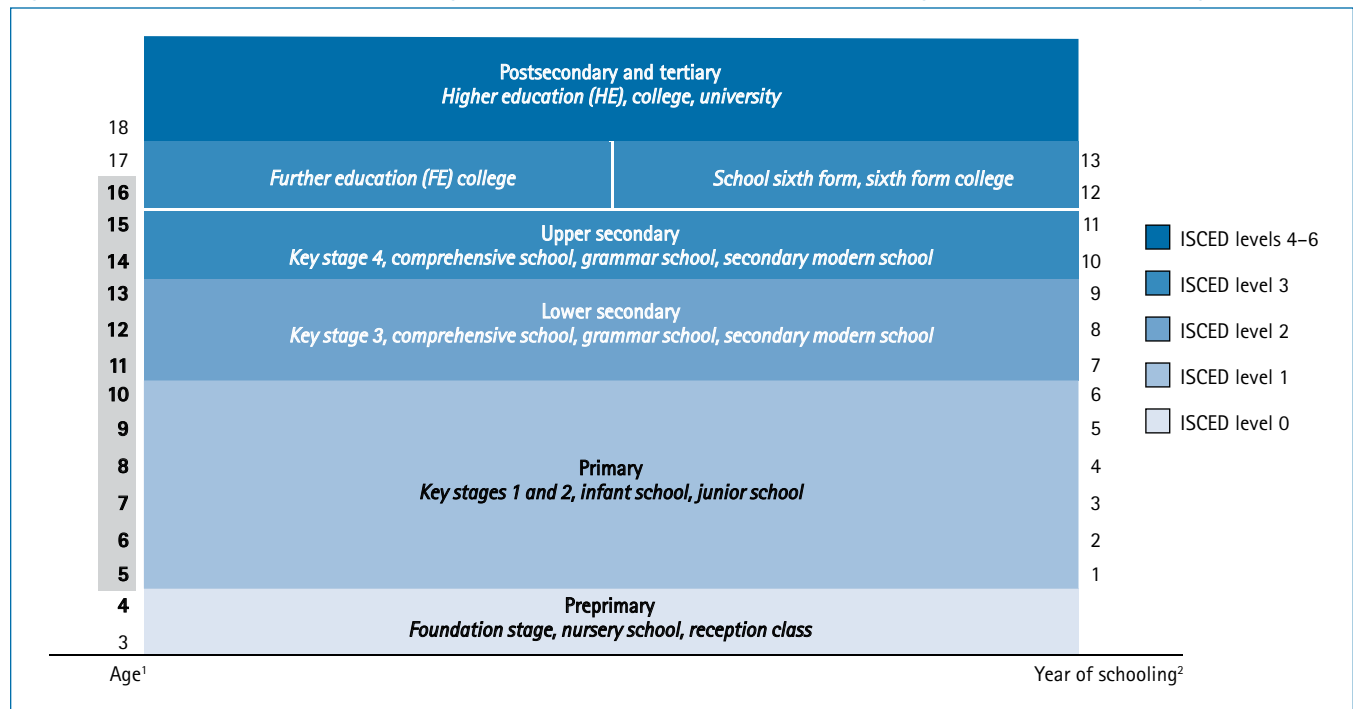 Postsecondary and tertiary
Higher education (HE), college, university
18
17
13
Further education (FE) college
School sixth form, sixth form college
16
12
15
11
Upper secondary
Key stage 4, comprehensive school, grammar school, secondary modern school
14
10
13
9
Lower secondary
Key stage 3, comprehensive school, grammar school, secondary modern school
12
8
11
7
10
6
9
5
8
4
Primary
Key stages 1 and 2, infant school, junior school
7
3
6
2
5
1
4
Preprimary
Foundation stage, nursery school, reception class
3
Age1
Year of schooling2
ISCED levels 4–6
ISCED level 3
ISCED level 2
ISCED level 1
ISCED level 0